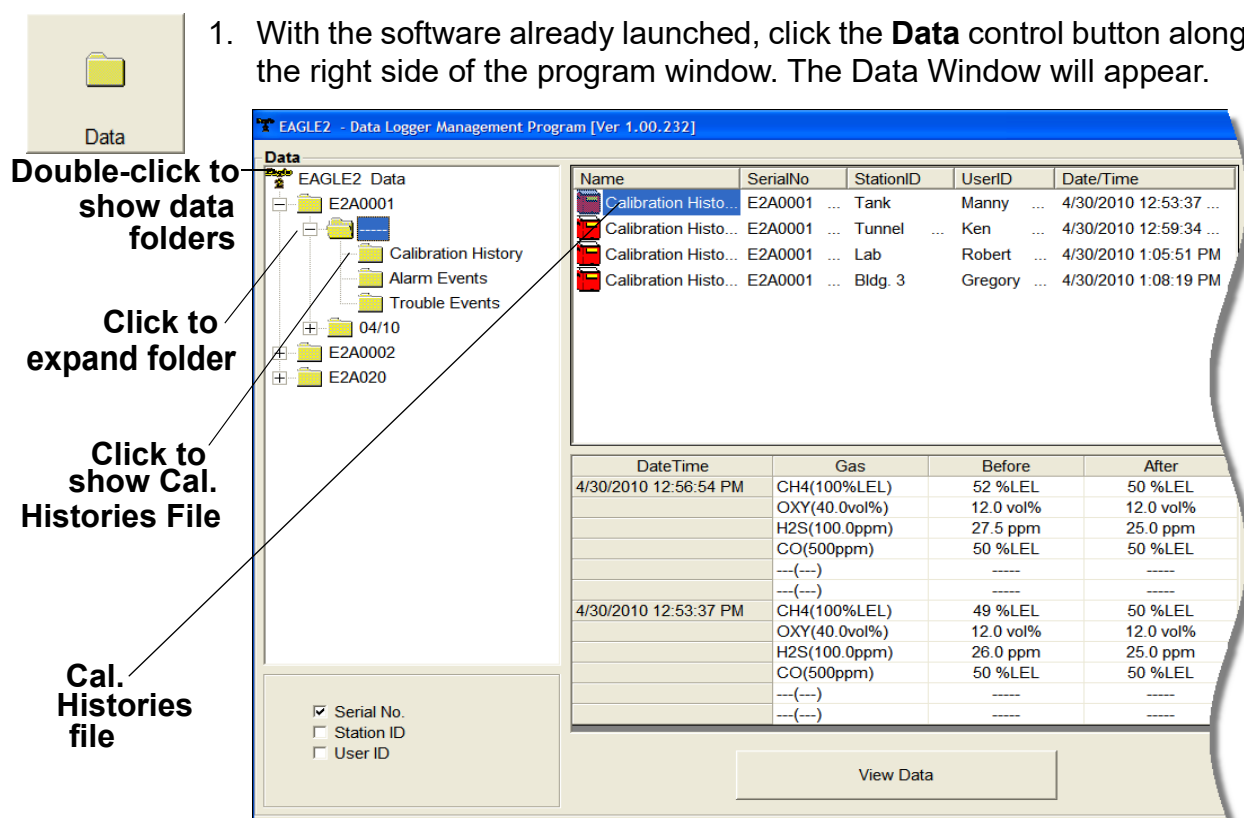 1. With the software already launched, click the Data control button along
the right side of the program window. The Data Window will appear.
Data
Double-click to
show data
folders
Click to
expand folder
Click to
show Cal.
Histories File
Cal.
Histories
file
EAGLE2 - Data Logger Management Program [Ver 1.00.232]
Data
EAGLE2 Data
E2A0001
-----
Calibration History
Alarm Events
Trouble Events
04/10
E2A0002
E2A020
Serial No.
Station ID
User ID
Name SerialNo StationID UserID Date/Time
Calibration Histo... E2A0001 ... Tank Manny ... 4/30/2010 12:53:37 ...
Calibration Histo... E2A0001 ... Tunnel ... Ken ... 4/30/2010 12:59:34 ...
Calibration Histo... E2A0001 ... Lab Robert ... 4/30/2010 1:05:51 PM
Calibration Histo... E2A0001 ... Bldg. 3 Gregory ... 4/30/2010 1:08:19 PM
DateTime Gas Before After
4/30/2010 12:56:54 PM CH4(100%LEL) 52 %LEL 50 %LEL
OXY(40.0vol%) 12.0 vol% 12.0 vol%
H2S(100.0ppm) 27.5 ppm 25.0 ppm
CO(500ppm) 50 %LEL 50 %LEL
---(---) ----- -----
---(---) ----- -----
4/30/2010 12:53:37 PM CH4(100%LEL) 49 %LEL 50 %LEL
OXY(40.0vol%) 12.0 vol% 12.0 vol%
H2S(100.0ppm) 26.0 ppm 25.0 ppm
CO(500ppm) 50 %LEL 50 %LEL
---(---) ----- -----
---(---) ----- -----
View Data